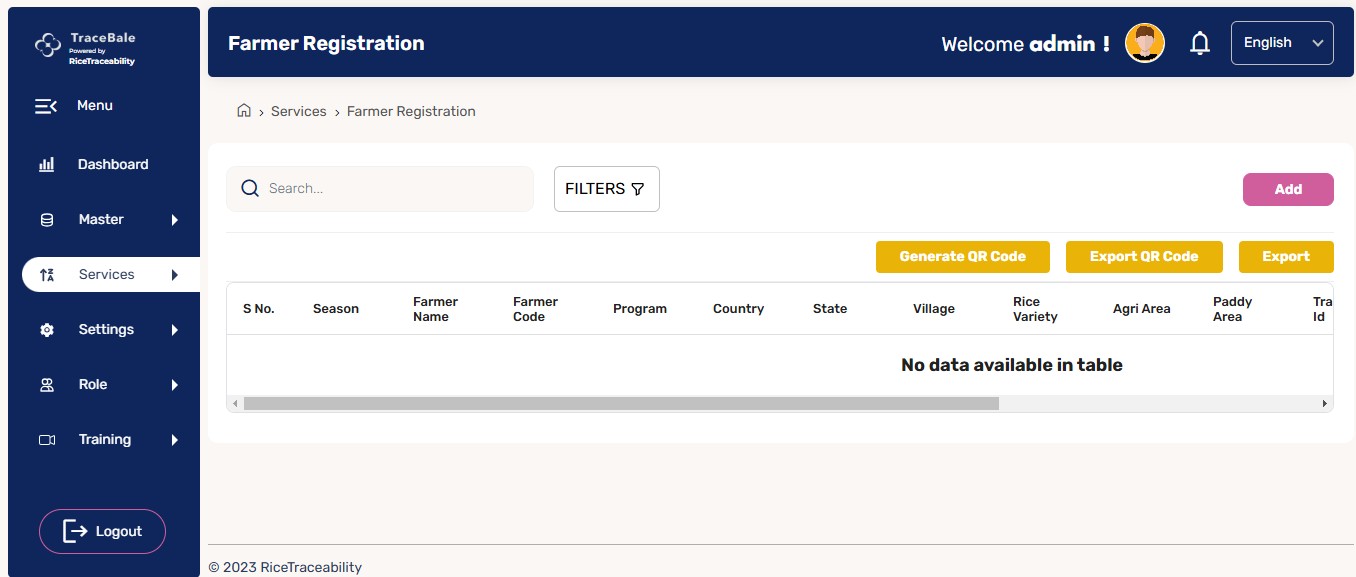 TraceBale
Powered by
RiceTraceability
Menu
Dashboard
Master
Services
Settings
Role
Training
Logout
Farmer Registration
Welcome admin !
English
Services › Farmer Registration
Search...
FILTERS
Add
Generate QR Code
Export QR Code
Export
S No.
Season
Farmer
Name
Farmer
Code
Program
Country
State
Village
Rice
Variety
Agri Area
Paddy
Area
Tra
Id
No data available in table
© 2023 RiceTraceability